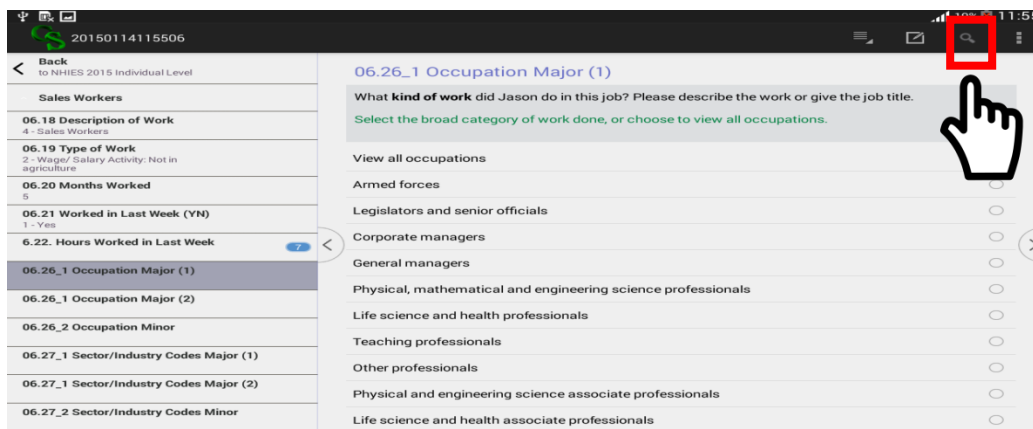 20150114115506
Back
to NHIES 2015 Individual Level
Sales Workers
06.18 Description of Work
4 - Sales Workers
06.19 Type of Work
2 - Wage/ Salary Activity: Not in
agriculture
06.20 Months Worked
5
06.21 Worked in Last Week (YN)
1 - Yes
6.22. Hours Worked in Last Week
7
06.26_1 Occupation Major (1)
06.26_1 Occupation Major (2)
06.26_2 Occupation Minor
06.27_1 Sector/Industry Codes Major (1)
06.27_1 Sector/Industry Codes Major (2)
06.27_2 Sector/Industry Codes Minor
06.26_1 Occupation Major (1)
What kind of work did Jason do in this job? Please describe the work or give the job title.
Select the broad category of work done, or choose to view all occupations.
View all occupations
Armed forces
Legislators and senior officials
Corporate managers
General managers
Physical, mathematical and engineering science professionals
Life science and health professionals
Teaching professionals
Other professionals
Physical and engineering science associate professionals
Life science and health associate professionals